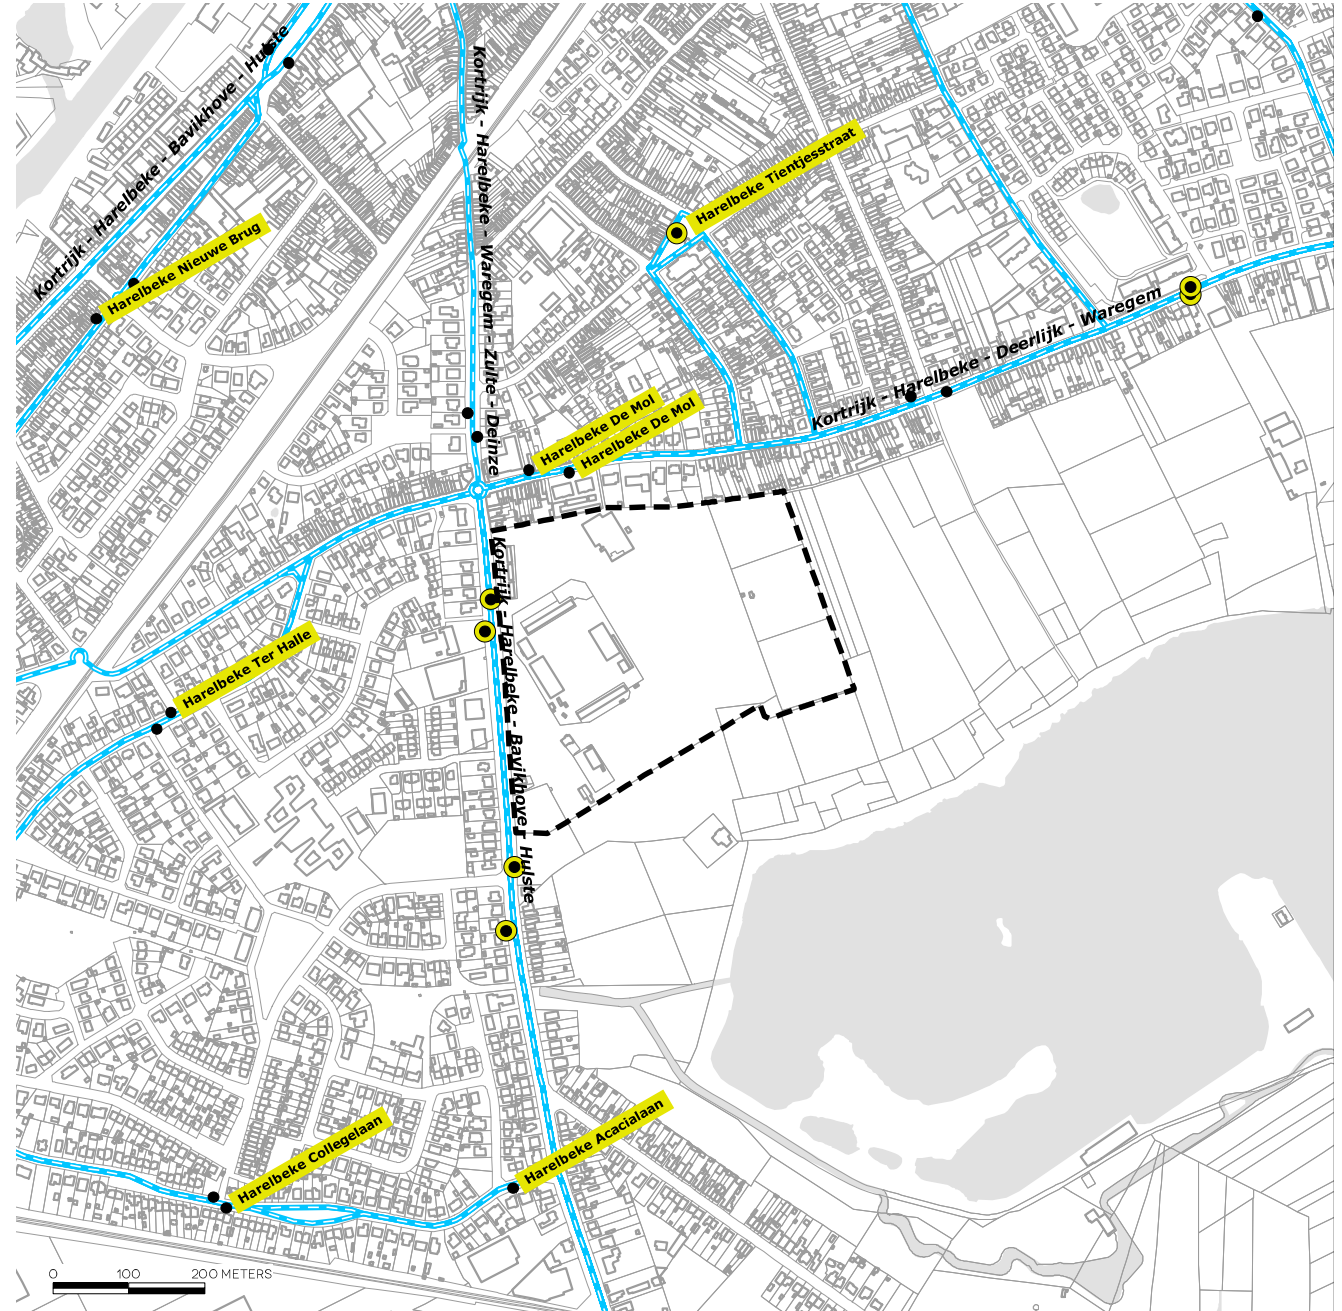 Kortrijk - Harelbeke - Bavikhove - Hulste
Kortrijk - Harelbeke - Waregem - Zulte - Deinze
Harelbeke Tientjesstraat
Harelbeke Nieuwe Brug
Kortrijk - Harelbeke - Deerlijk - Waregem
Harelbeke De Mol
Harelbeke De Mol
Kortrijk - Harelbeke - Bavikhove - Hulste
Harelbeke Ter Halle
Harelbeke Collegelaan
Harelbeke Acacialaan
0 100 200 METERS